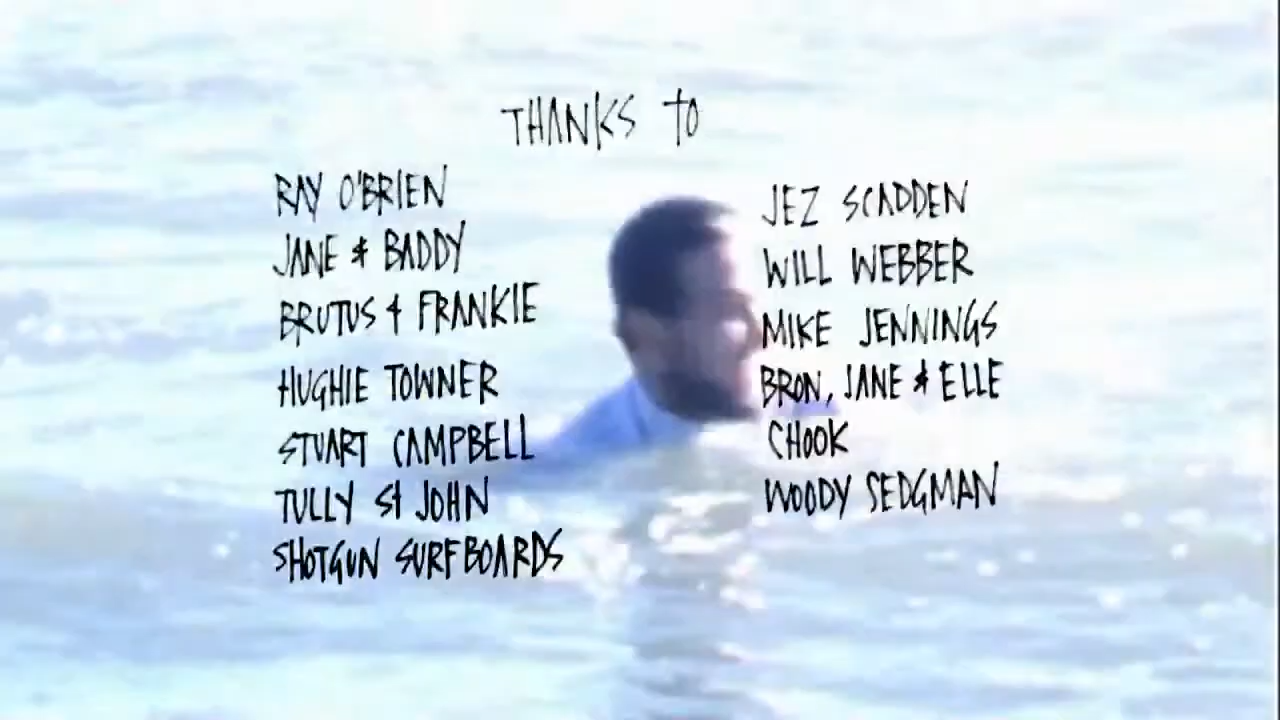 THANKS TO
RAY O'BRIEN
JANE & BADDY
BRUTUS & FRANKIE
HUGHIE TOWNER
STUART CAMPBELL
TULLY ST JOHN
SHOTGUN SURFBOARDS
JEZ SCADDEN
WILL WEBBER
MIKE JENNINGS
BRON, JANE & ELLE
CHOOK
WOODY SEDGMAN